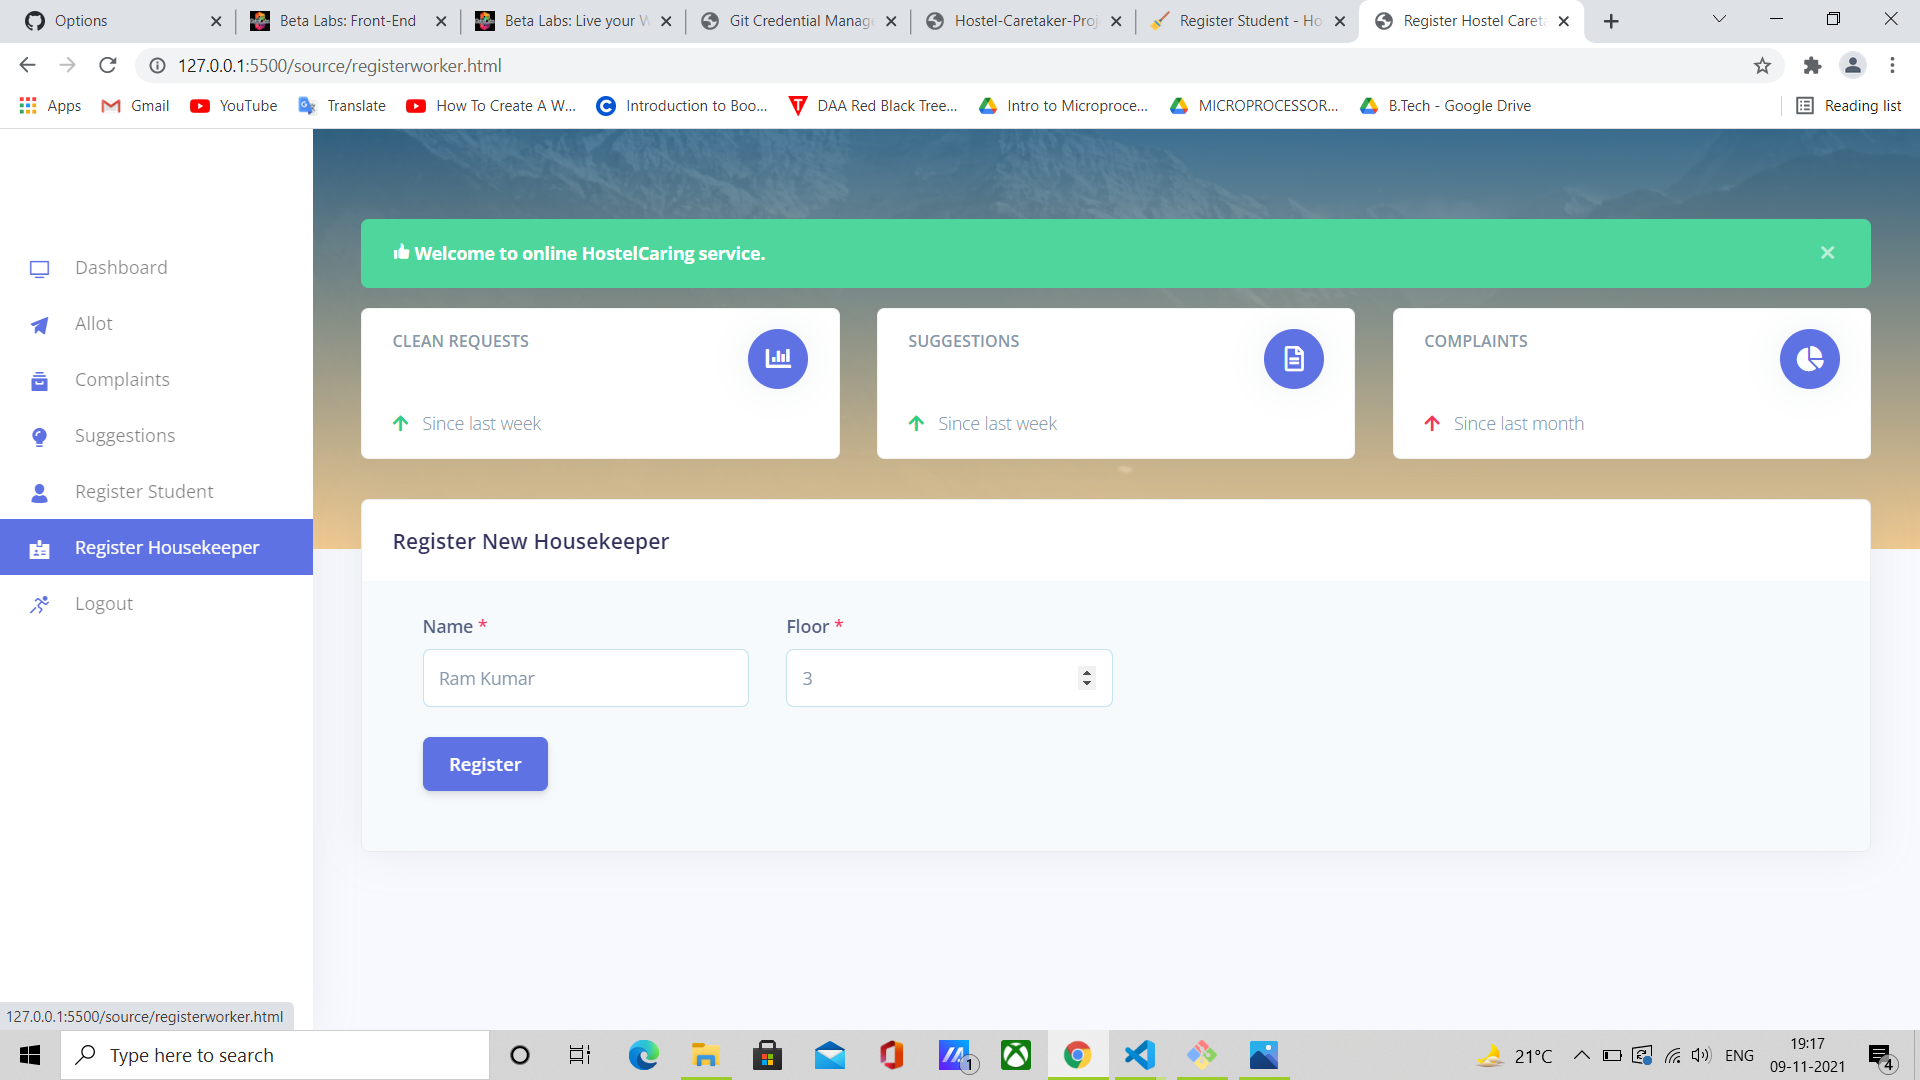 Options
Beta Labs: Front-End
Beta Labs: Live your W
Git Credential Manage
Hostel-Caretaker-Proj
Register Student - Ho
Register Hostel Careta
127.0.0.1:5500/source/registerworker.html
Apps
Gmail
YouTube
Translate
How To Create A W...
Introduction to Boo...
DAA Red Black Tree...
Intro to Microproce...
MICROPROCESSOR...
B.Tech - Google Drive
Reading list
Welcome to online HostelCaring service.
Dashboard
Allot
Complaints
Suggestions
Register Student
Register Housekeeper
Logout
CLEAN REQUESTS
Since last week
SUGGESTIONS
Since last week
COMPLAINTS
Since last month
Register New Housekeeper
Name *
Floor *
Ram Kumar
3
Register
127.0.0.1:5500/source/registerworker.html
Type here to search
1
21°C
ENG
19:17
09-11-2021
4